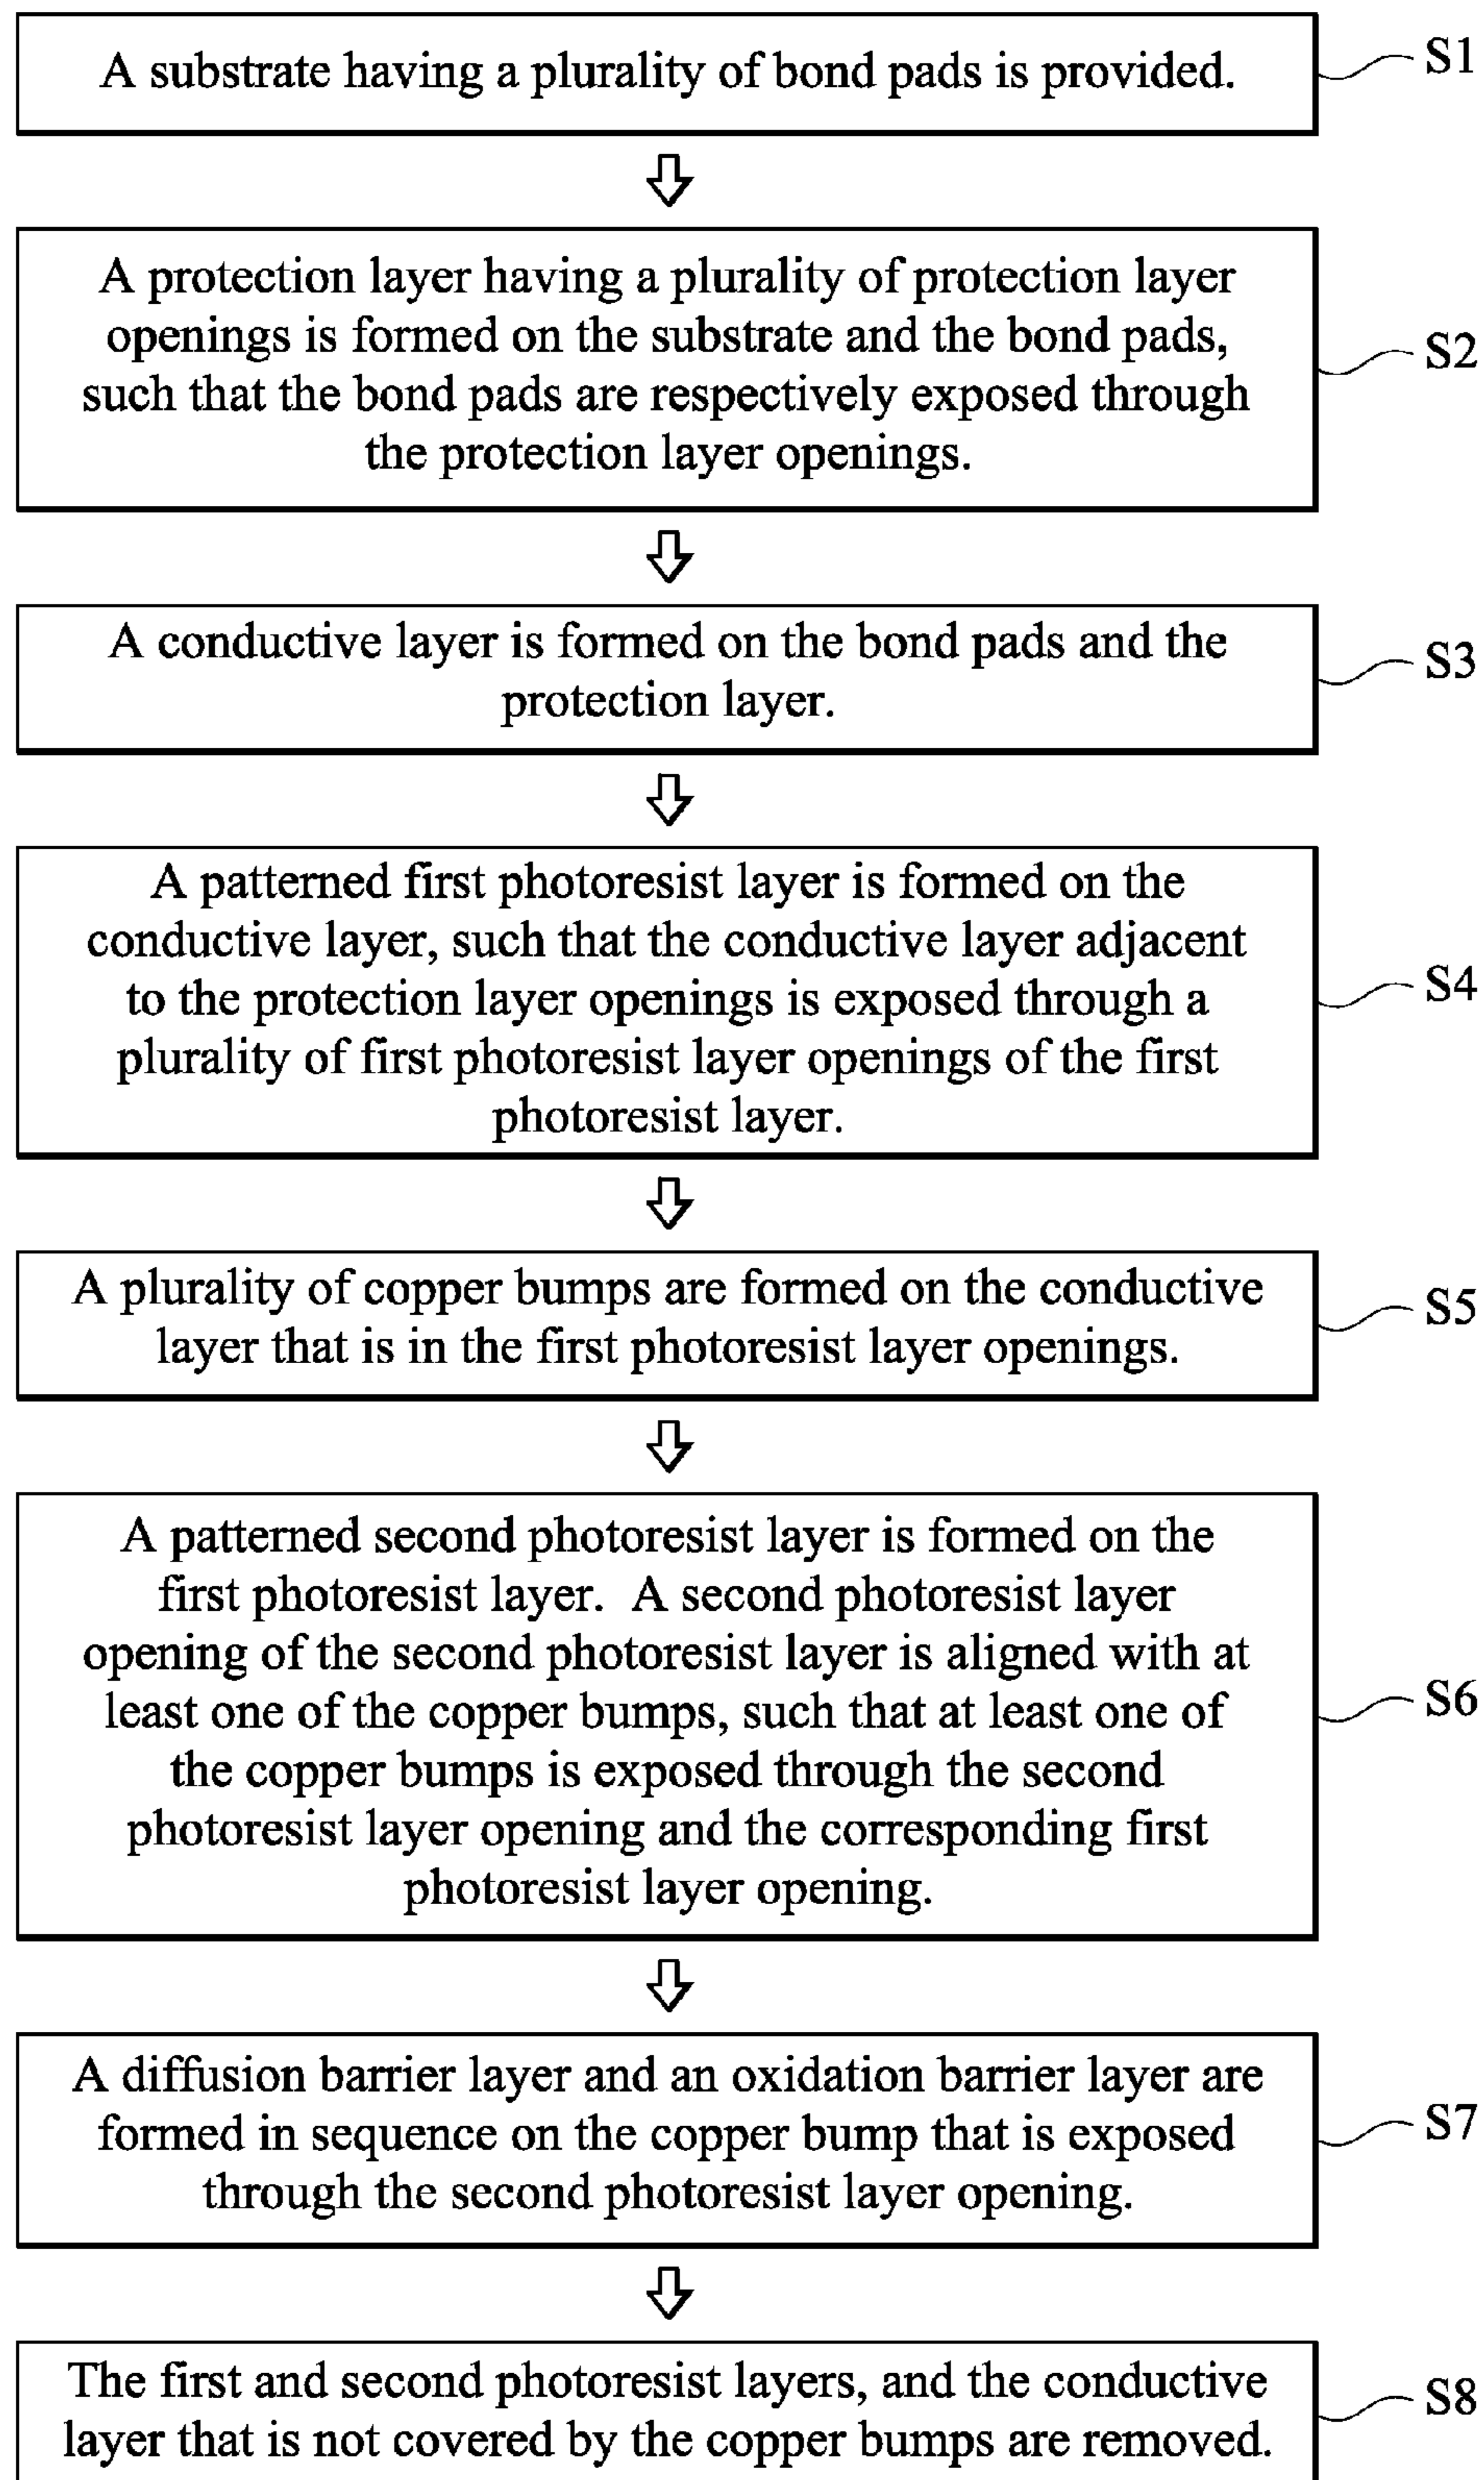 A substrate having a plurality of bond pads is provided.
S1
A protection layer having a plurality of protection layer
openings is formed on the substrate and the bond pads,
such that the bond pads are respectively exposed through
the protection layer openings.
S2
A conductive layer is formed on the bond pads and the
protection layer.
S3
A patterned first photoresist layer is formed on the
conductive layer, such that the conductive layer adjacent
to the protection layer openings is exposed through a
plurality of first photoresist layer openings of the first
photoresist layer.
S4
A plurality of copper bumps are formed on the conductive
layer that is in the first photoresist layer openings.
S5
A patterned second photoresist layer is formed on the
first photoresist layer. A second photoresist layer
opening of the second photoresist layer is aligned with at
least one of the copper bumps, such that at least one of
the copper bumps is exposed through the second
photoresist layer opening and the corresponding first
photoresist layer opening.
S6
A diffusion barrier layer and an oxidation barrier layer are
formed in sequence on the copper bump that is exposed
through the second photoresist layer opening.
S7
The first and second photoresist layers, and the conductive
layer that is not covered by the copper bumps are removed.
S8